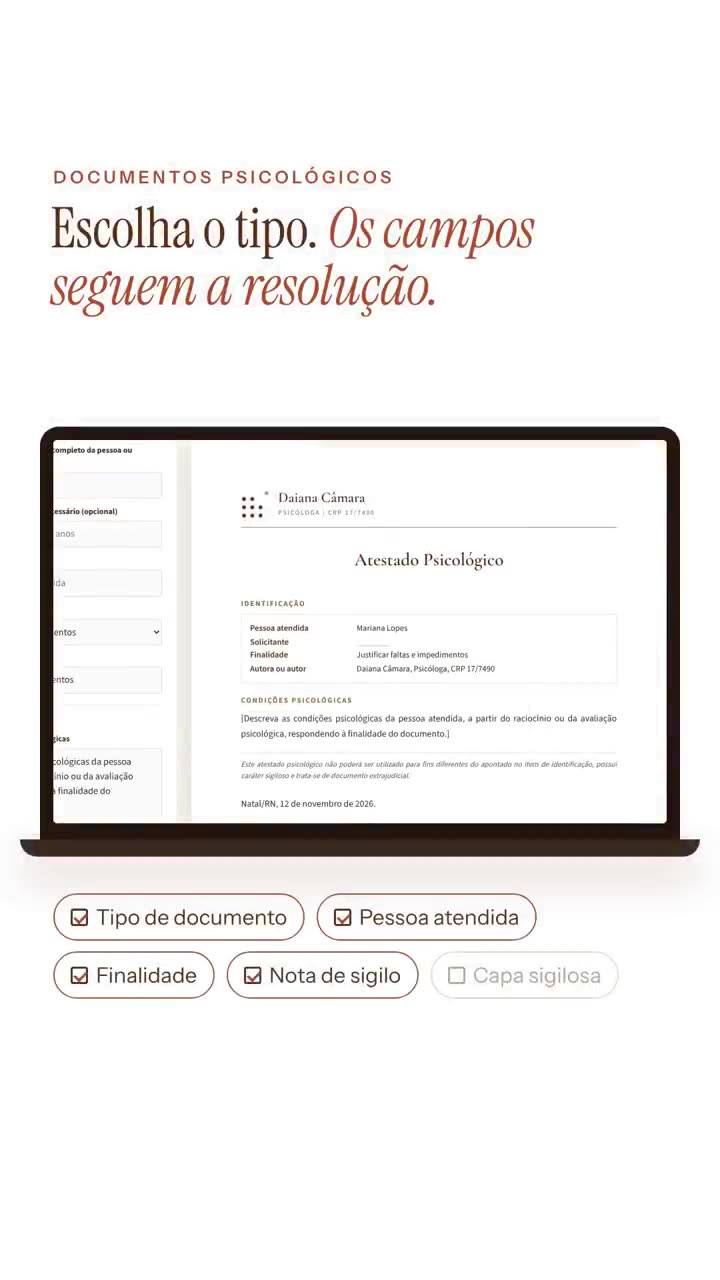 DOCUMENTOS PSICOLÓGICOS
Escolha o tipo. Os campos
seguem a resolução.
completo da pessoa ou
essário (opcional)
anos
ida
entos
entos
gicas
cológicas da pessoa
ínio ou da avaliação
a finalidade do
Daiana Câmara
PSICÓLOGA | CRP 17/7490
Atestado Psicológico
IDENTIFICAÇÃO
Pessoa atendida Mariana Lopes
Solicitante
Finalidade Justificar faltas e impedimentos
Autora ou autor Daiana Câmara, Psicóloga, CRP 17/7490
CONDIÇÕES PSICOLÓGICAS
[Descreva as condições psicológicas da pessoa atendida, a partir do raciocínio ou da avaliação
psicológica, respondendo à finalidade do documento.]
Este atestado psicológico não poderá ser utilizado para fins diferentes do apontado no item de identificação, possui
caráter sigiloso e trata-se de documento extrajudicial.
Natal/RN, 12 de novembro de 2026.
Tipo de documento Pessoa atendida
Finalidade Nota de sigilo Capa sigilosa